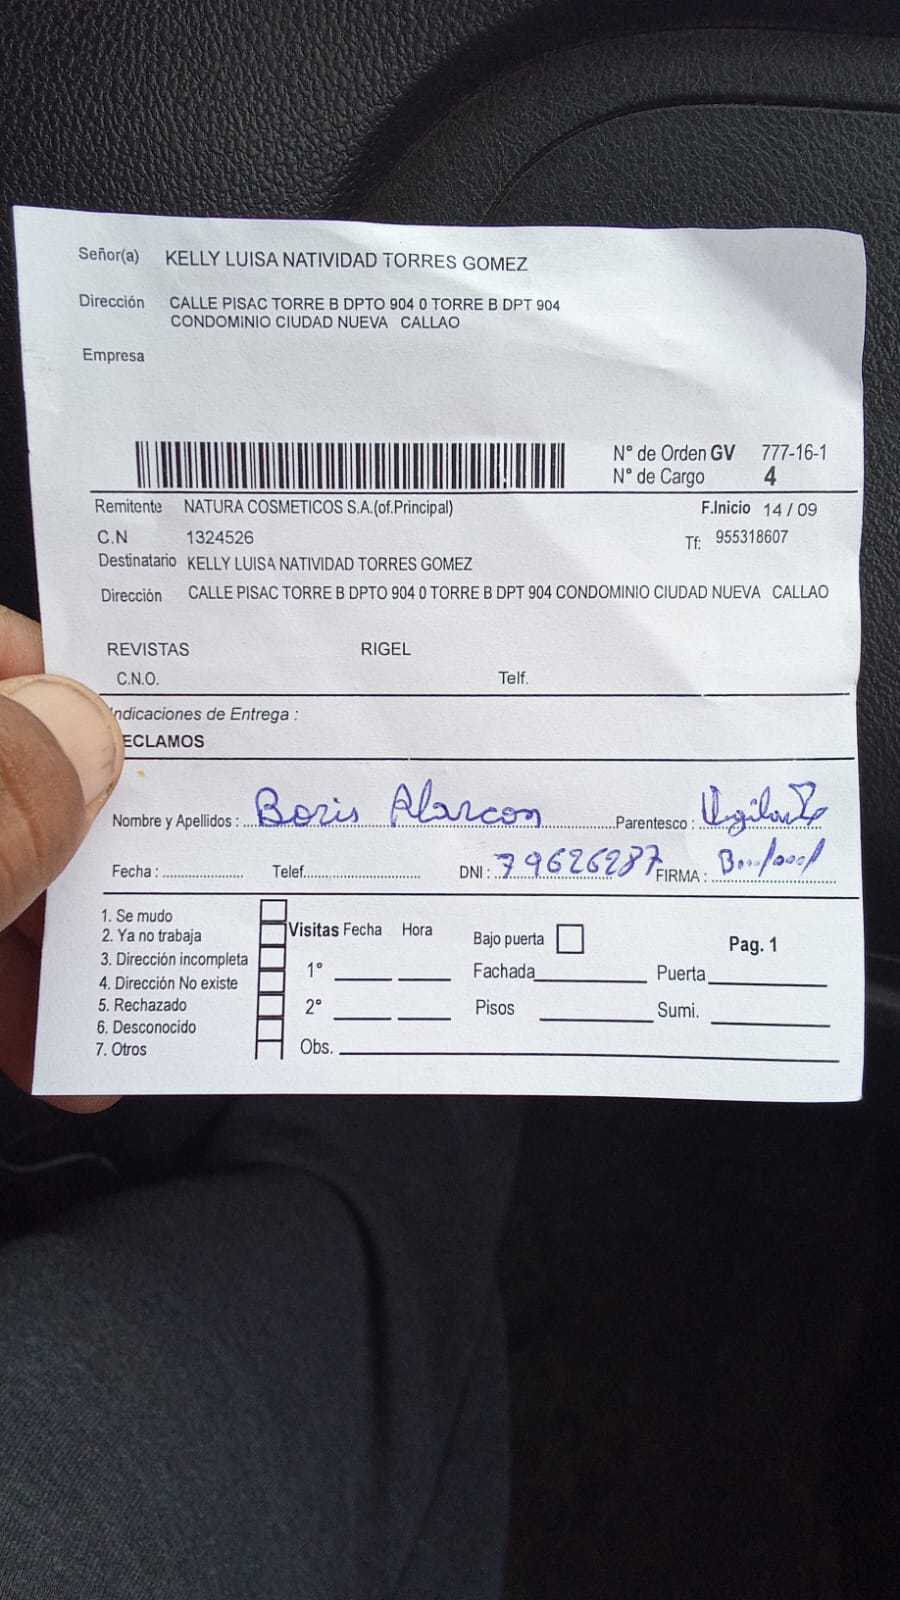 Señor(a) KELLY LUISA NATIVIDAD TORRES GOMEZ
Dirección CALLE PISAC TORRE B DPTO 904 0 TORRE B DPT 904
CONDOMINIO CIUDAD NUEVA CALLAO
Empresa
N° de Orden GV 777-16-1
N° de Cargo 4
Remitente NATURA COSMETICOS S.A.(of.Principal) F.Inicio 14 / 09
C.N 1324526 Tf: 955318607
Destinatario KELLY LUISA NATIVIDAD TORRES GOMEZ
Dirección CALLE PISAC TORRE B DPTO 904 0 TORRE B DPT 904 CONDOMINIO CIUDAD NUEVA CALLAO
REVISTAS RIGEL
C.N.O. Telf.
Indicaciones de Entrega :
ECLAMOS
Nombre y Apellidos : Boris Alarcon Parentesco : Vigilante
Fecha : Telef. DNI : 79626287 FIRMA :
1. Se mudo
2. Ya no trabaja Visitas Fecha Hora Bajo puerta Pag. 1
3. Dirección incompleta 1° Fachada Puerta
4. Dirección No existe
5. Rechazado 2° Pisos Sumi.
6. Desconocido
7. Otros Obs.